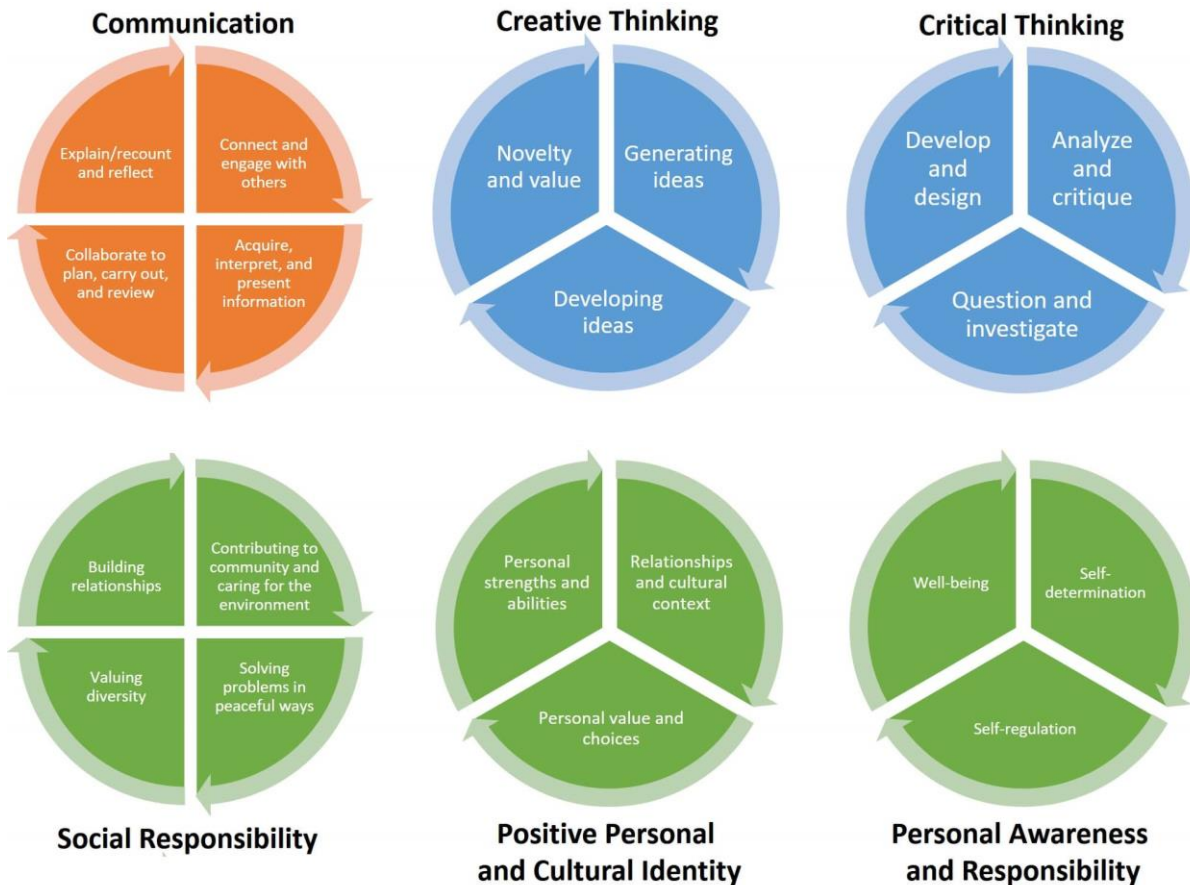 Communication
Explain/recount
and reflect
Connect and
engage with
others
Collaborate to
plan, carry out,
and review
Acquire,
interpret, and
present
information
Creative Thinking
Novelty
and value
Generating
ideas
Developing
ideas
Critical Thinking
Develop
and
design
Analyze
and
critique
Question and
investigate
Building
relationships
Contributing to
community and
caring for the
environment
Valuing
diversity
Solving
problems in
peaceful ways
Social Responsibility
Personal
strengths and
abilities
Relationships
and cultural
context
Personal value and
choices
Positive Personal
and Cultural Identity
Well-being
Self-
determination
Self-regulation
Personal Awareness
and Responsibility